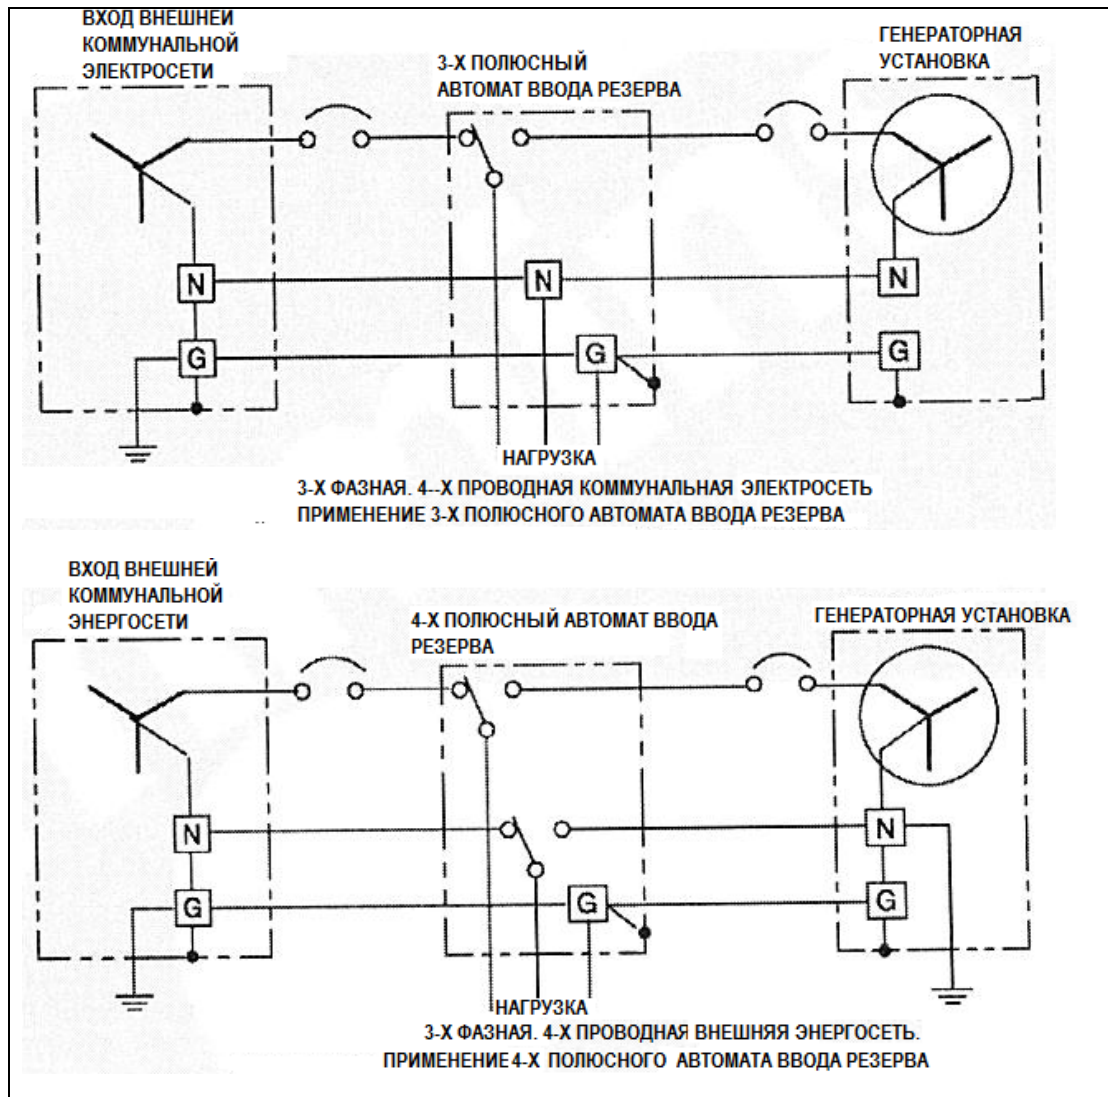 ВХОД ВНЕШНЕЙ
КОММУНАЛЬНОЙ
ЭЛЕКТРОСЕТИ
3-Х ПОЛЮСНЫЙ
АВТОМАТ ВВОДА РЕЗЕРВА
ГЕНЕРАТОРНАЯ
УСТАНОВКА
N
N
N
G
G
G
НАГРУЗКА
3-Х ФАЗНАЯ. 4--Х ПРОВОДНАЯ КОММУНАЛЬНАЯ ЭЛЕКТРОСЕТЬ
ПРИМЕНЕНИЕ 3-Х ПОЛЮСНОГО АВТОМАТА ВВОДА РЕЗЕРВА
ВХОД ВНЕШНЕЙ
КОММУНАЛЬНОЙ
ЭНЕРГОСЕТИ
4-Х ПОЛЮСНЫЙ АВТОМАТ ВВОДА
РЕЗЕРВА
ГЕНЕРАТОРНАЯ УСТАНОВКА
N
N
G
G
G
НАГРУЗКА
3-Х ФАЗНАЯ. 4-Х ПРОВОДНАЯ ВНЕШНЯЯ ЭНЕРГОСЕТЬ.
ПРИМЕНЕНИЕ 4-Х ПОЛЮСНОГО АВТОМАТА ВВОДА РЕЗЕРВА